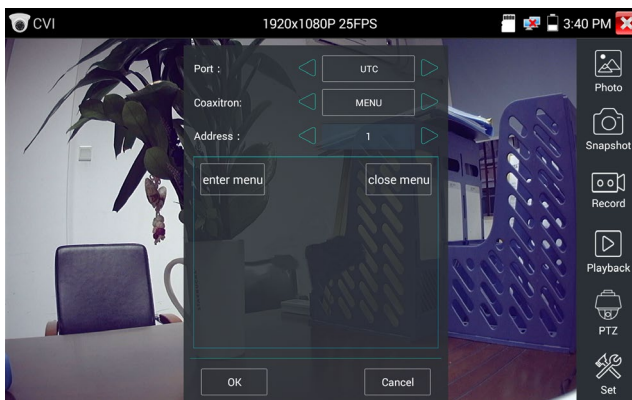 CVI 1920x1080P 25FPS 3:40 PM
Port : UTC
Coaxitron: MENU
Address : 1
enter menu close menu
OK Cancel
Photo
Snapshot
Record
Playback
PTZ
Set